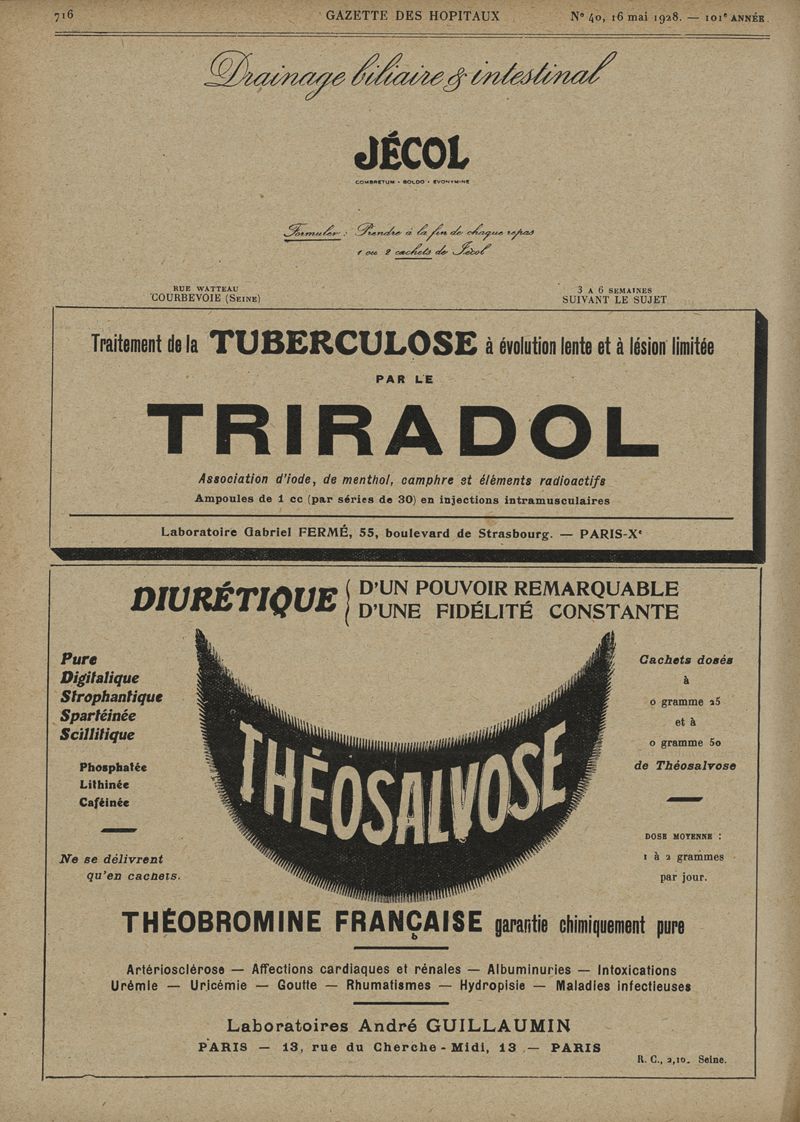 716 GAZETTE DES HOPITAUX N° 40, 16 mai 1928. — 101e ANNÉE.
Drainage biliaire & intestinal
JÉCOL
COMBRETUM • BOLDO • EVONYMINE
Formuler : Prendre à la fin de chaque repas
1 ou 2 cachets de Jécol
RUE WATTEAU
COURBEVOIE (SEINE)
3 A 6 SEMAINES
SUIVANT LE SUJET
Traitement de la TUBERCULOSE à évolution lente et à lésion limitée
PAR LE
TRIRADOL
Association d'iode, de menthol, camphre et éléments radioactifs
Ampoules de 1 cc (par séries de 30) en injections intramusculaires
Laboratoire Gabriel FERMÉ, 55, boulevard de Strasbourg. — PARIS-Xe
DIURÉTIQUE { D'UN POUVOIR REMARQUABLE
D'UNE FIDÉLITÉ CONSTANTE
Pure
Digitalique
Strophantique
Spartéinée
Scillitique
Phosphatée
Lithinée
Caféinée
Ne se délivrent
qu'en cachets.
THÉOSALVOSE
Cachets dosés
à
0 gramme 25
et à
0 gramme 50
de Théosalvose
DOSE MOYENNE :
1 à 2 grammes
par jour.
THÉOBROMINE FRANÇAISE garantie chimiquement pure
b
Artériosclérose — Affections cardiaques et rénales — Albuminuries — Intoxications
Urémie — Uricémie — Goutte — Rhumatismes — Hydropisie — Maladies infectieuses
Laboratoires André GUILLAUMIN
PARIS — 13, rue du Cherche-Midi, 13 — PARIS
R. C., 2,10. Seine.